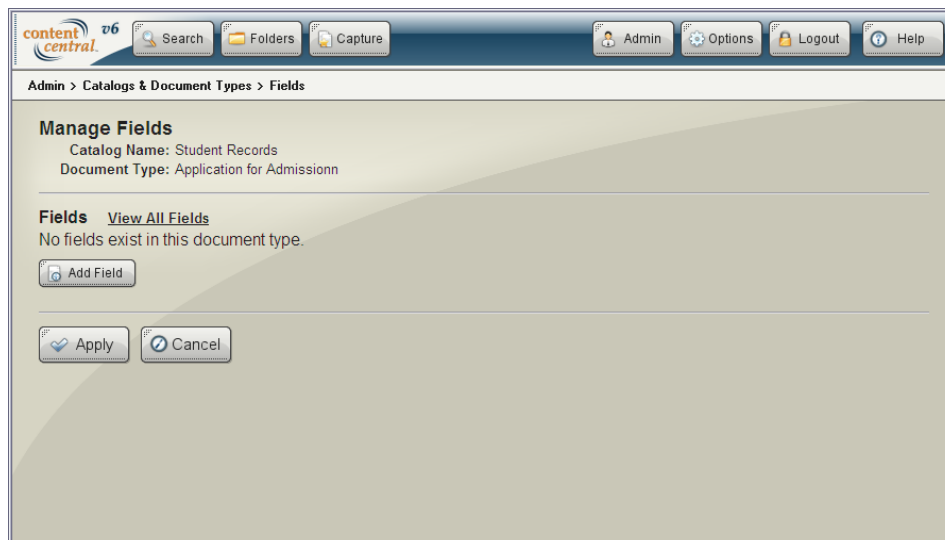 content central v6 Search Folders Capture Admin Options Logout Help
Admin > Catalogs & Document Types > Fields
Manage Fields
Catalog Name: Student Records
Document Type: Application for Admissionn
Fields View All Fields
No fields exist in this document type.
Add Field
Apply Cancel